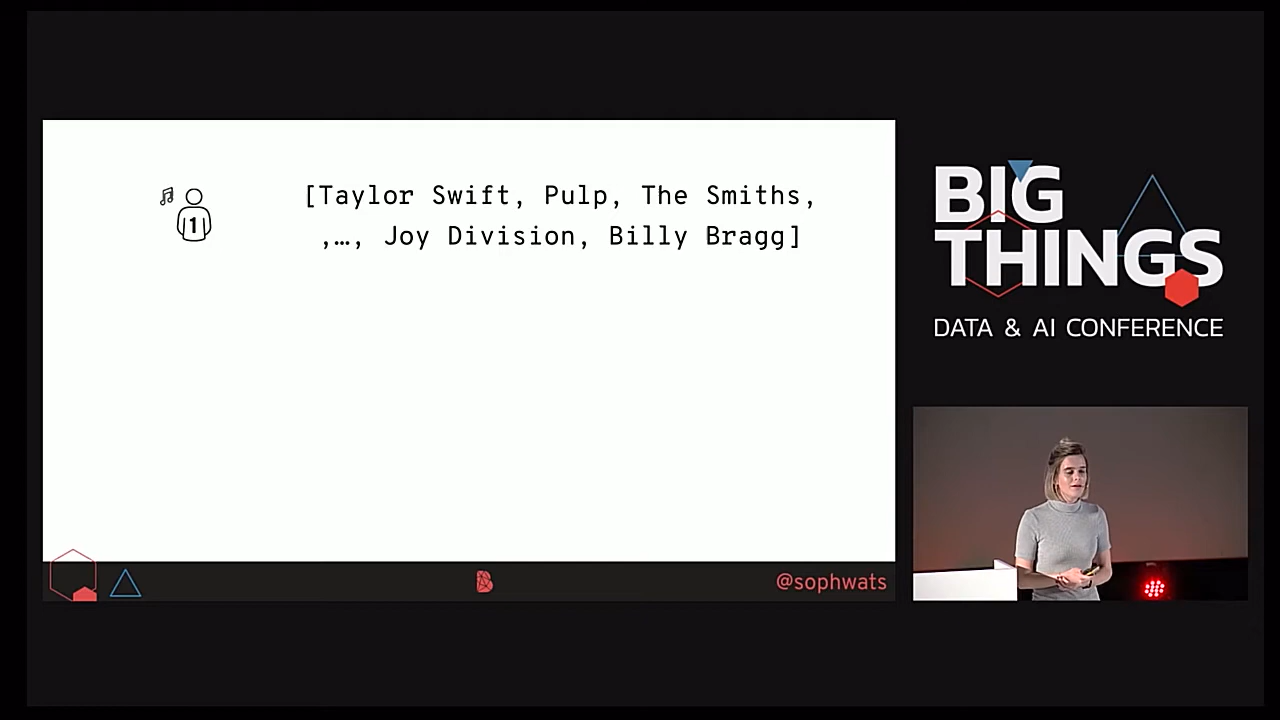 [Taylor Swift, Pulp, The Smiths,
,…, Joy Division, Billy Bragg]
1
@sophwats
BIG
THINGS
DATA & AI CONFERENCE